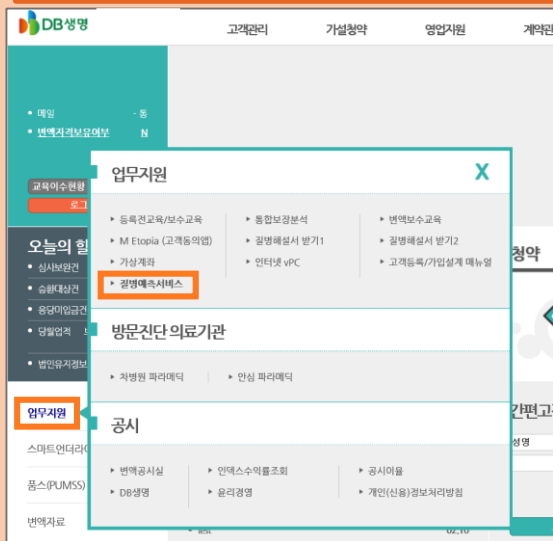 DB생명
고객관리 가설청약 영업지원 계약관
메일 - 통
변액자격보유여부 N
교육이수현황
로그
업무지원 X
등록전교육/보수교육 통합보장분석 변액보수교육
M Etopia (고객동의앱) 질병해설서 받기1 질병해설서 받기2
가상계좌 인터넷 vPC 고객등록/가입설계 매뉴얼
질병예측서비스
오늘의 할
심사보완건
승환대상건
응당미입금건
당월업적
법인유지정보
청약
방문진단 의료기관
차병원 파라메딕 안심 파라메딕
업무지원
스마트언더라이
품스(PUMSS)
변액자료
공시
변액공시실 인덱스수익률조회 공시이율
DB생명 윤리경영 개인(신용)정보처리방침
간편고
성명